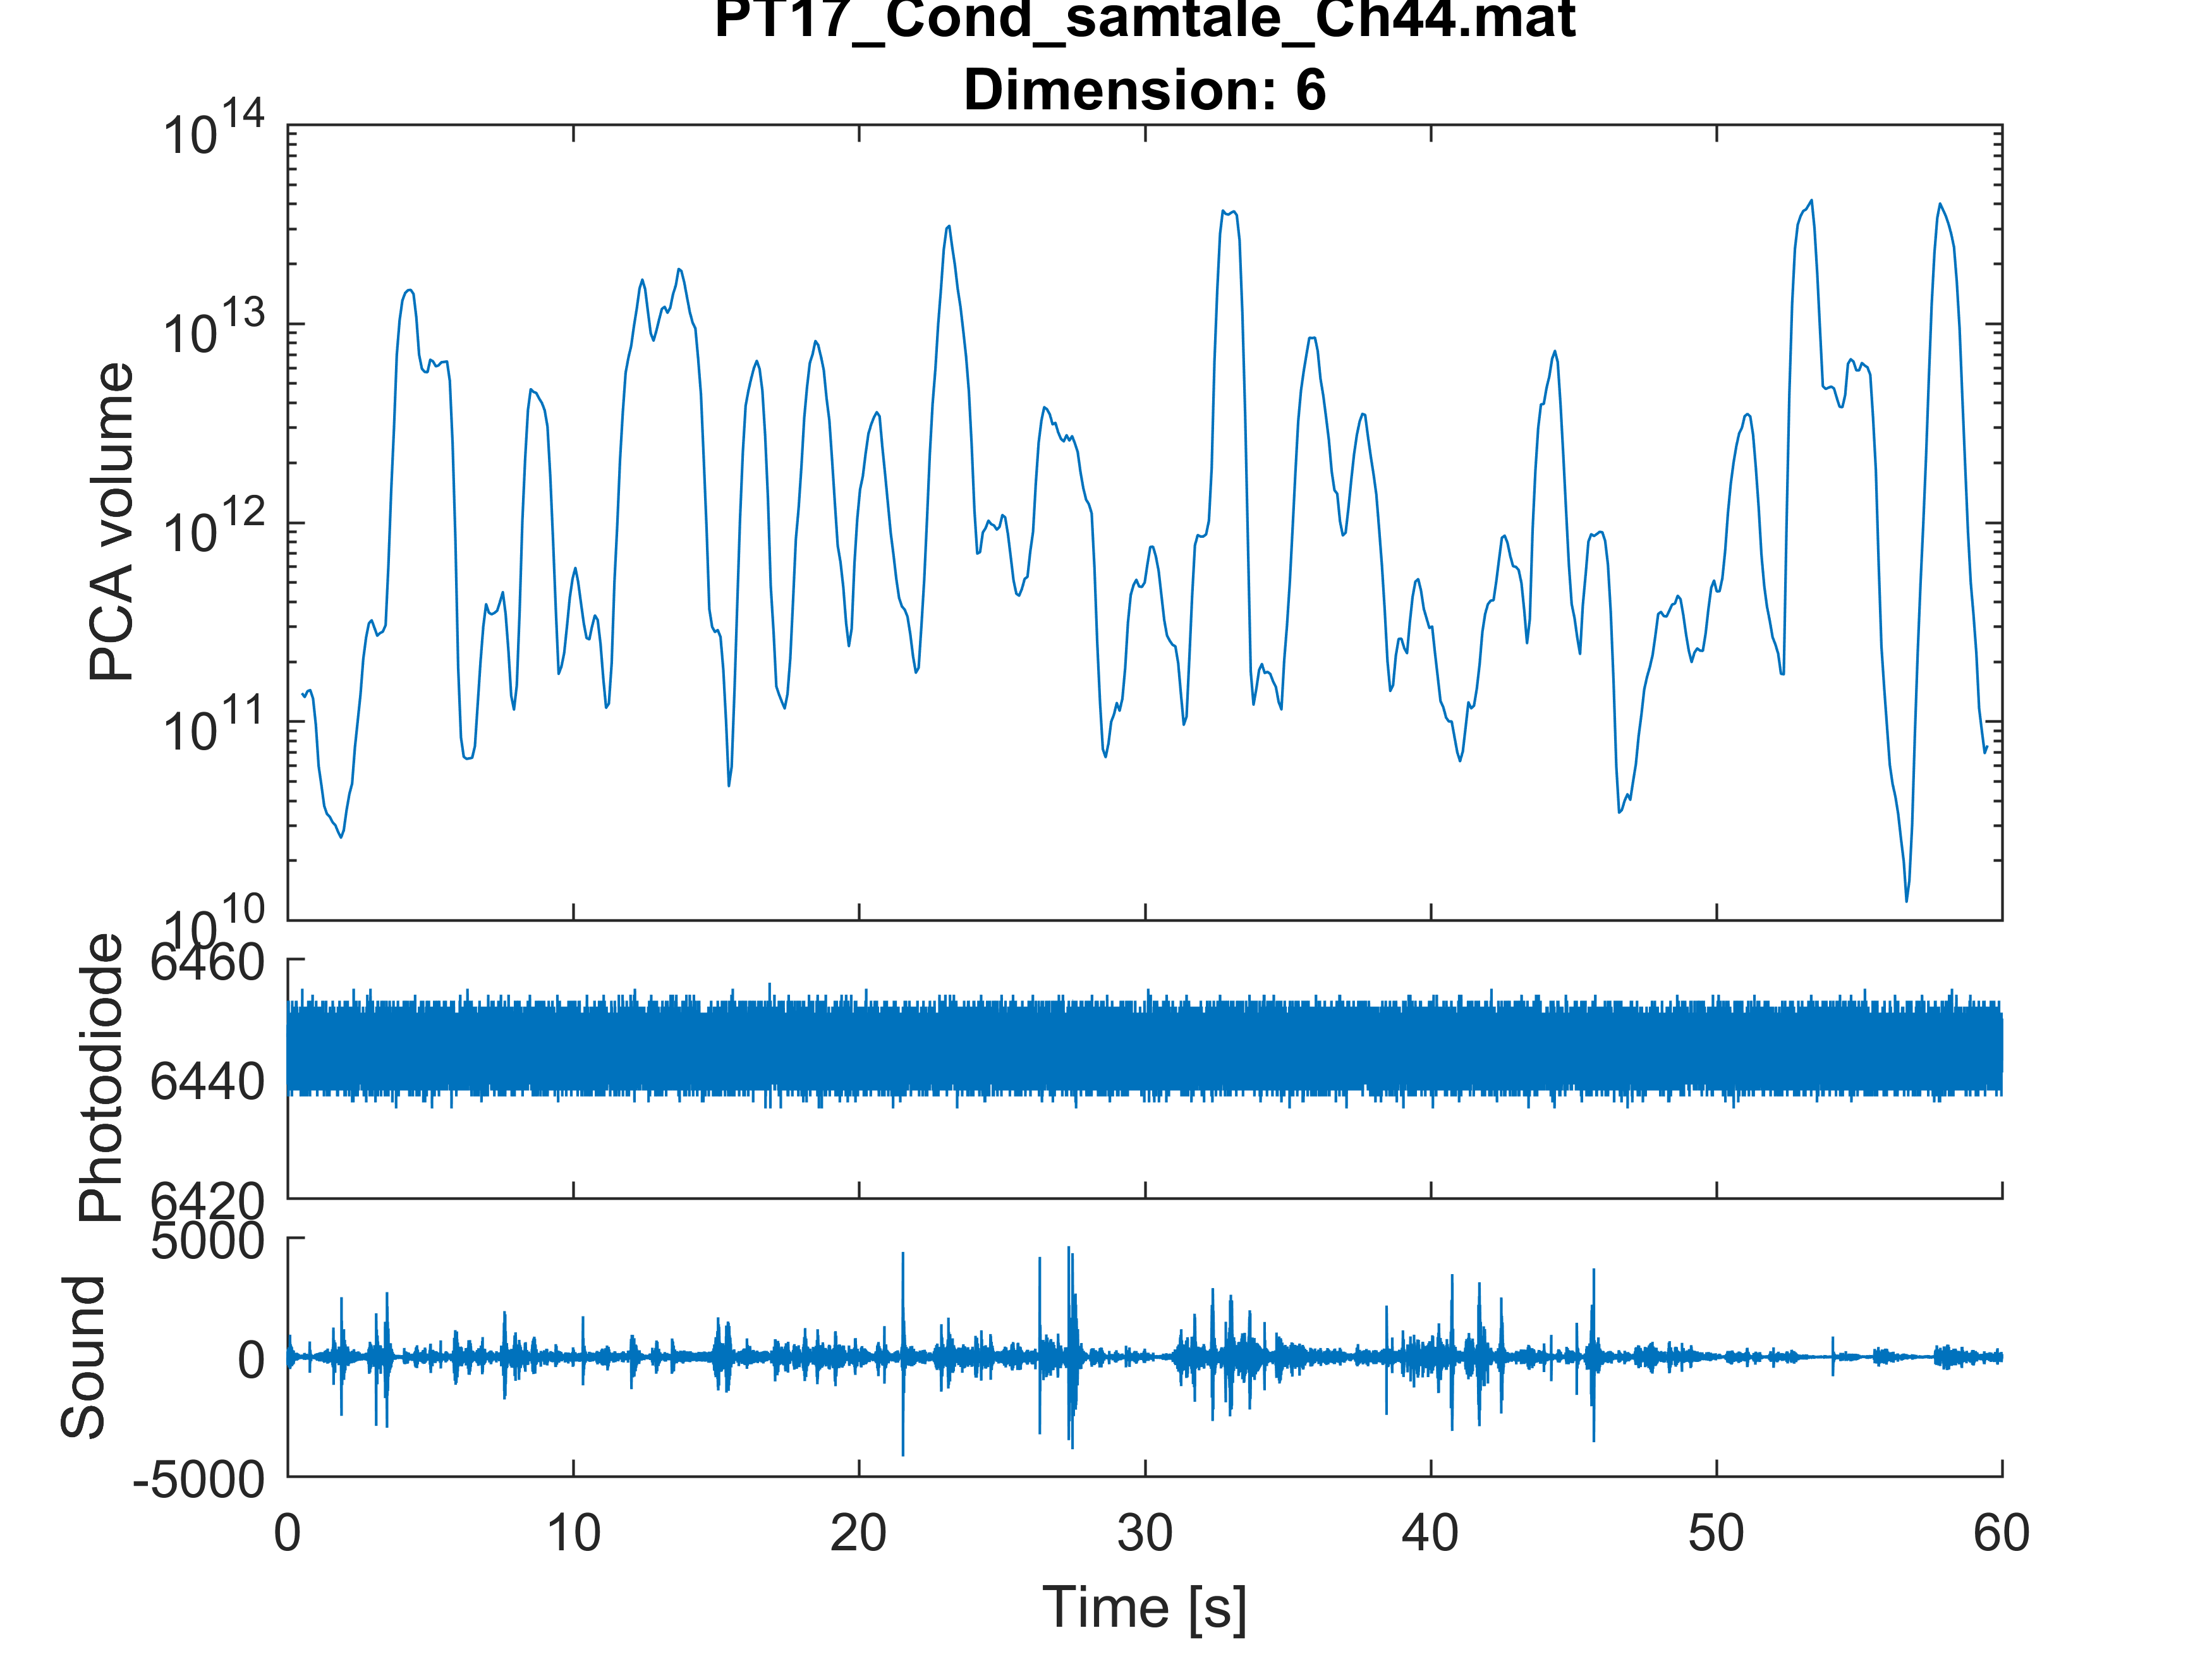 PT17_Cond_samtale_Ch44.mat
Dimension: 6
10^14
10^13
10^12
10^11
10^10
PCA volume
6460
6440
6420
Photodiode
5000
0
-5000
Sound
0 10 20 30 40 50 60
Time [s]